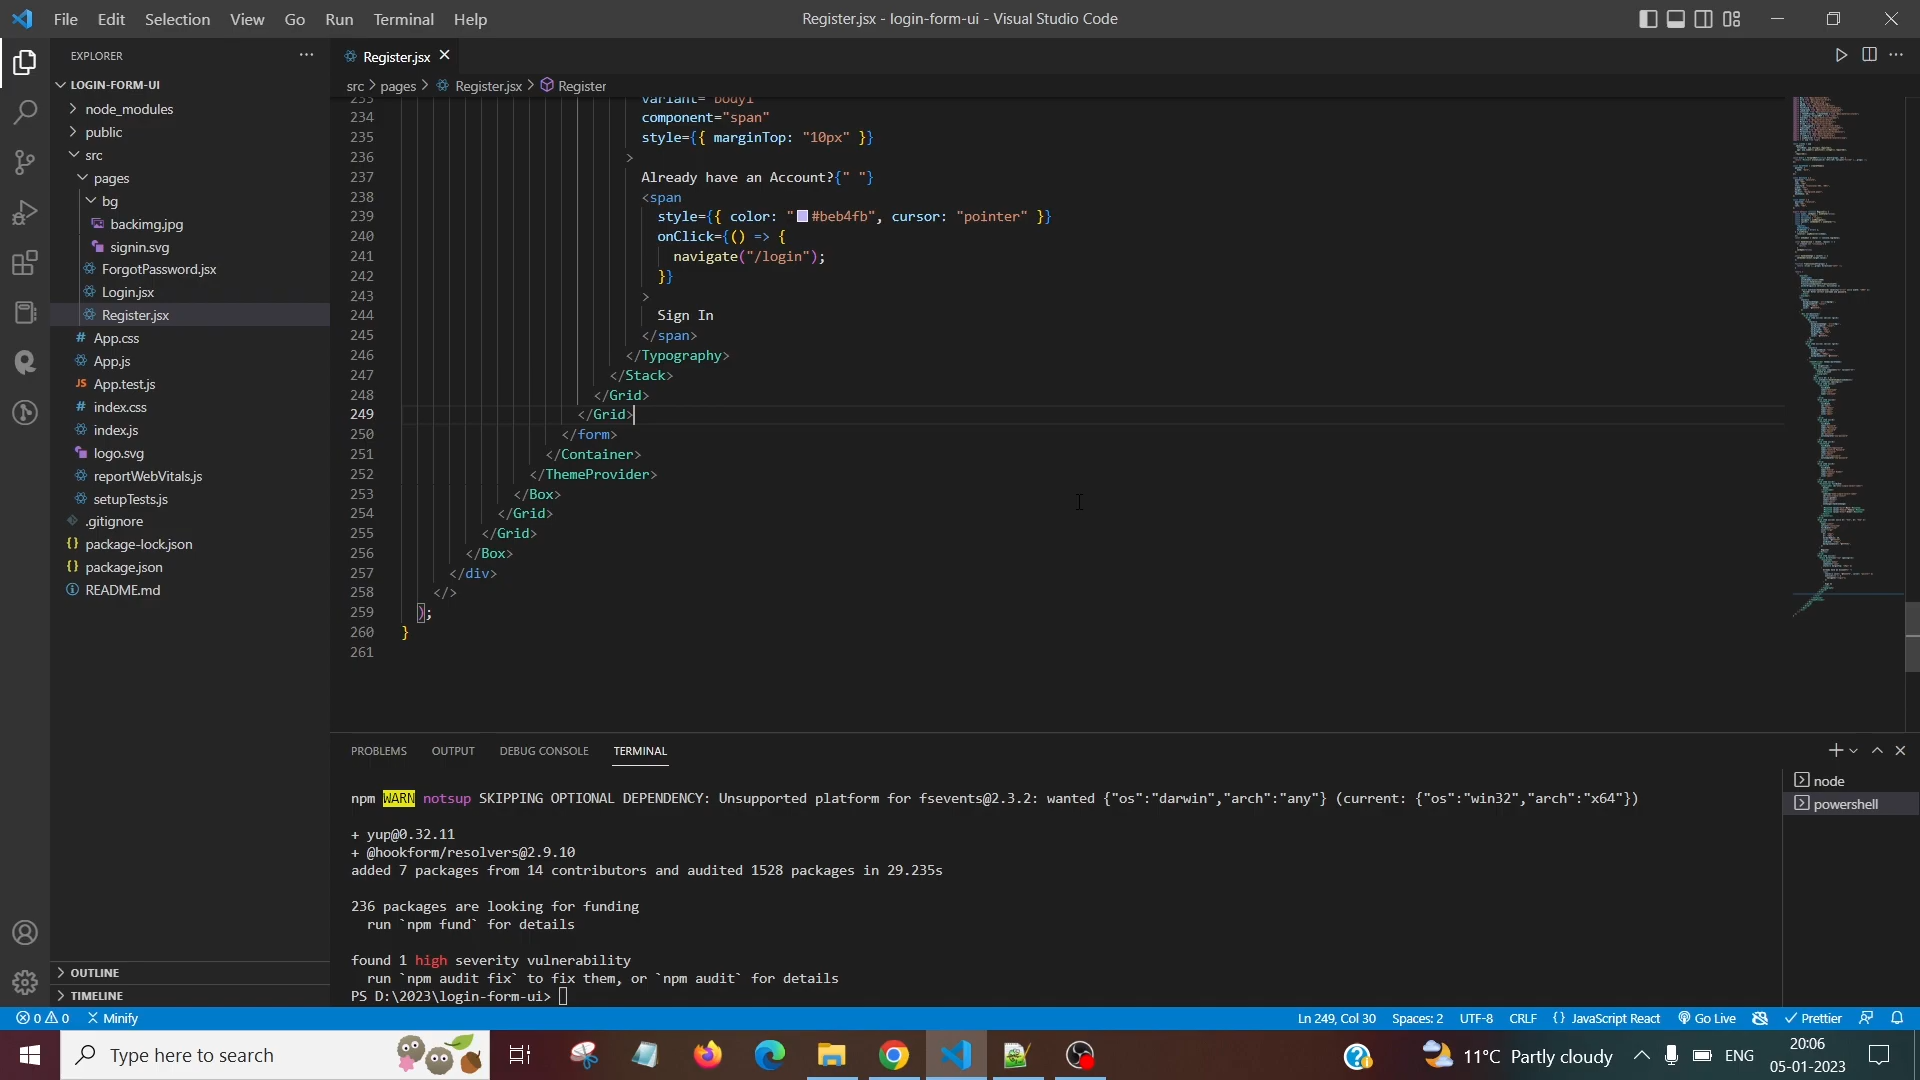 File Edit Selection View Go Run Terminal Help
Register.jsx - login-form-ui - Visual Studio Code
EXPLORER
LOGIN-FORM-UI
node_modules
public
src
pages
bg
backimg.jpg
signin.svg
ForgotPassword.jsx
Login.jsx
Register.jsx
# App.css
App.js
JS App.test.js
# index.css
index.js
logo.svg
reportWebVitals.js
setupTests.js
.gitignore
{} package-lock.json
{} package.json
README.md
OUTLINE
TIMELINE
Register.jsx
src > pages > Register.jsx > Register
233 variant="body1"
234 component="span"
235 style={{ marginTop: "10px" }}
236 >
237 Already have an Account?{" "}
238 <span
239 style={{ color: "#beb4fb", cursor: "pointer" }}
240 onClick={() => {
241 navigate("/login");
242 }}
243 >
244 Sign In
245 </span>
246 </Typography>
247 </Stack>
248 </Grid>
249 </Grid>
250 </form>
251 </Container>
252 </ThemeProvider>
253 </Box>
254 </Grid>
255 </Grid>
256 </Box>
257 </div>
258 </>
259 );
260 }
261
PROBLEMS OUTPUT DEBUG CONSOLE TERMINAL
npm WARN notsup SKIPPING OPTIONAL DEPENDENCY: Unsupported platform for fsevents@2.3.2: wanted {"os":"darwin","arch":"any"} (current: {"os":"win32","arch":"x64"})
+ yup@0.32.11
+ @hookform/resolvers@2.9.10
added 7 packages from 14 contributors and audited 1528 packages in 29.235s
236 packages are looking for funding
run `npm fund` for details
found 1 high severity vulnerability
run `npm audit fix` to fix them, or `npm audit` for details
PS D:\2023\login-form-ui>
node
powershell
0 0 Minify
Ln 249, Col 30 Spaces: 2 UTF-8 CRLF {} JavaScript React Go Live Prettier
Type here to search
11°C Partly cloudy
ENG
20:06
05-01-2023